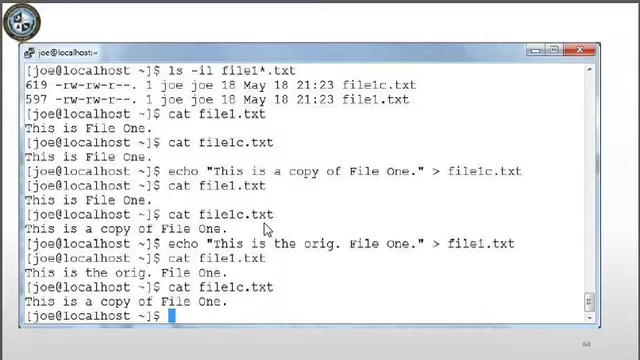 joe@localhost:~
[joe@localhost ~]$ ls -il file1*.txt
619 -rw-rw-r--. 1 joe joe 18 May 18 21:23 file1c.txt
597 -rw-rw-r--. 1 joe joe 18 May 18 21:23 file1.txt
[joe@localhost ~]$ cat file1.txt
This is File One.
[joe@localhost ~]$ cat file1c.txt
This is File One.
[joe@localhost ~]$ echo "This is a copy of File One." > file1c.txt
[joe@localhost ~]$ cat file1.txt
This is File One.
[joe@localhost ~]$ cat file1c.txt
This is a copy of File One.
[joe@localhost ~]$ echo "This is the orig. File One." > file1.txt
[joe@localhost ~]$ cat file1.txt
This is the orig. File One.
[joe@localhost ~]$ cat file1c.txt
This is a copy of File One.
[joe@localhost ~]$
64